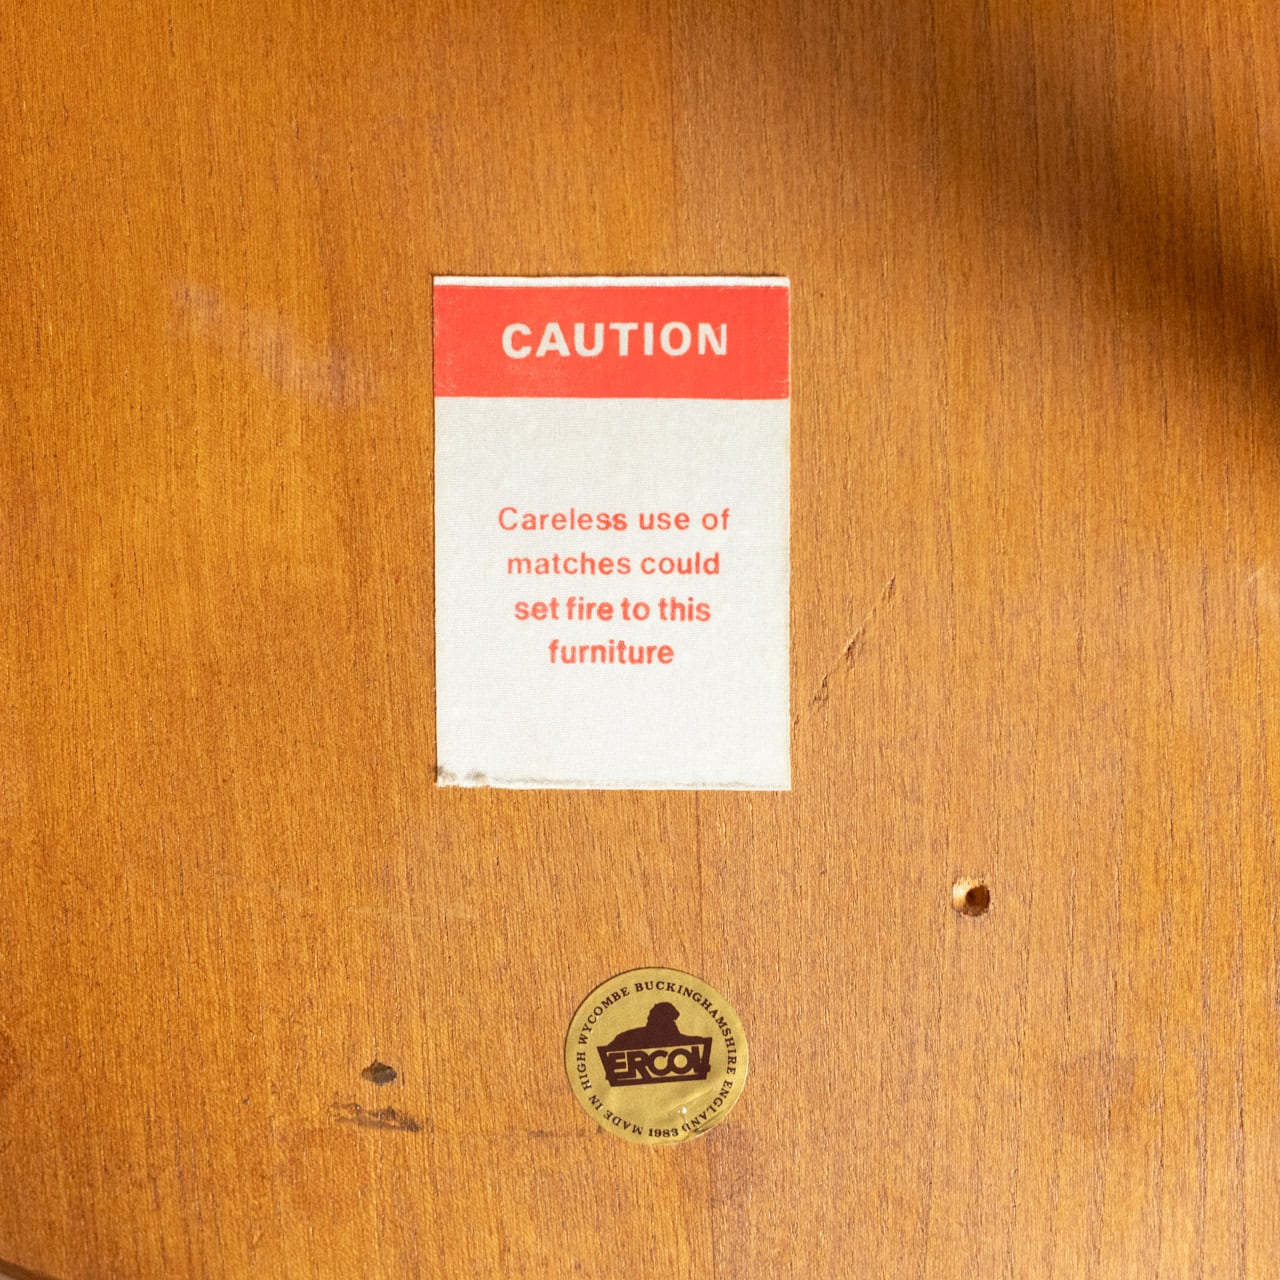 CAUTION
Careless use of
matches could
set fire to this
furniture
MADE IN HIGH WYCOMBE BUCKINGHAMSHIRE ENGLAND 1983
ERCOL